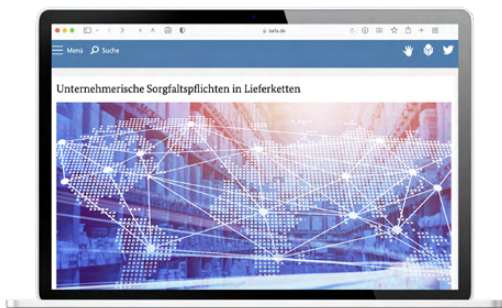 bafa.de
Menü Suche
Unternehmerische Sorgfaltspflichten in Lieferketten